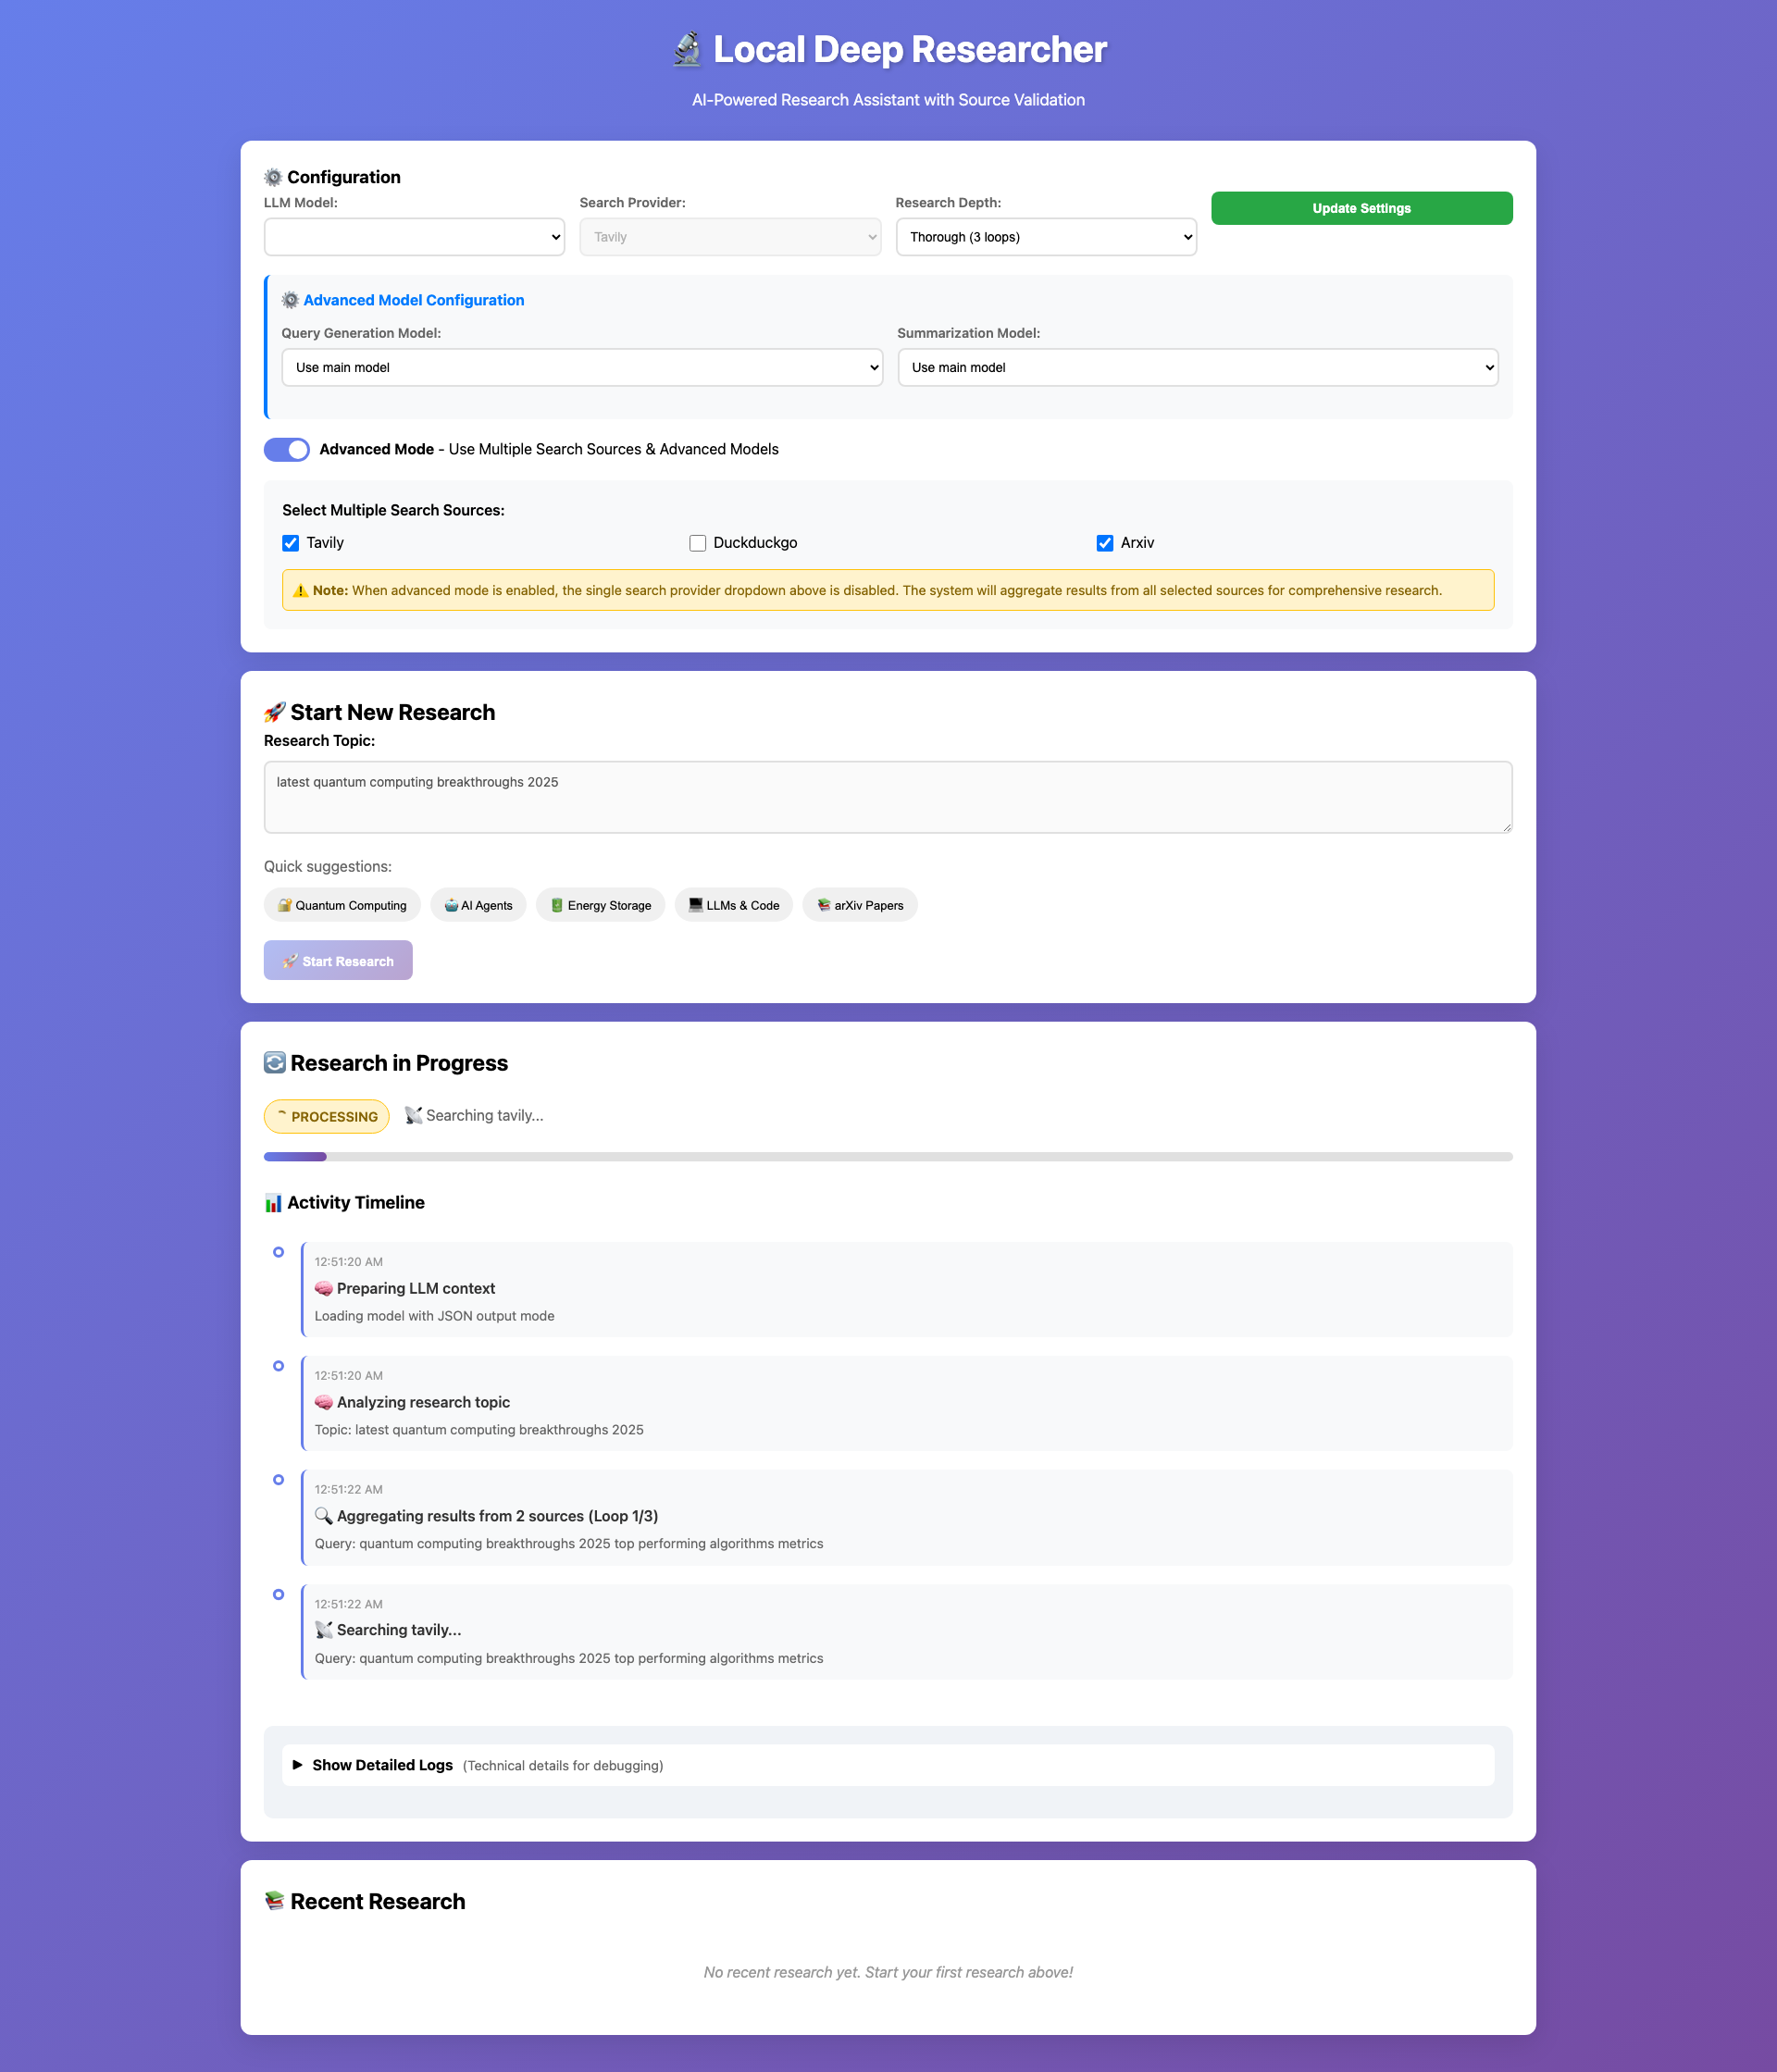 🔬 Local Deep Researcher
AI-Powered Research Assistant with Source Validation
⚙️ Configuration
LLM Model:
Search Provider:
Tavily
Research Depth:
Thorough (3 loops)
Update Settings
⚙️ Advanced Model Configuration
Query Generation Model:
Use main model
Summarization Model:
Use main model
Advanced Mode - Use Multiple Search Sources & Advanced Models
Select Multiple Search Sources:
Tavily
Duckduckgo
Arxiv
⚠️ Note: When advanced mode is enabled, the single search provider dropdown above is disabled. The system will aggregate results from all selected sources for comprehensive research.
🚀 Start New Research
Research Topic:
latest quantum computing breakthroughs 2025
Quick suggestions:
🔐 Quantum Computing
🤖 AI Agents
🔋 Energy Storage
💻 LLMs & Code
📚 arXiv Papers
🚀 Start Research
🔄 Research in Progress
PROCESSING
📡 Searching tavily...
📊 Activity Timeline
12:51:20 AM
🧠 Preparing LLM context
Loading model with JSON output mode
12:51:20 AM
🧠 Analyzing research topic
Topic: latest quantum computing breakthroughs 2025
12:51:22 AM
🔍 Aggregating results from 2 sources (Loop 1/3)
Query: quantum computing breakthroughs 2025 top performing algorithms metrics
12:51:22 AM
📡 Searching tavily...
Query: quantum computing breakthroughs 2025 top performing algorithms metrics
▶ Show Detailed Logs (Technical details for debugging)
📚 Recent Research
No recent research yet. Start your first research above!